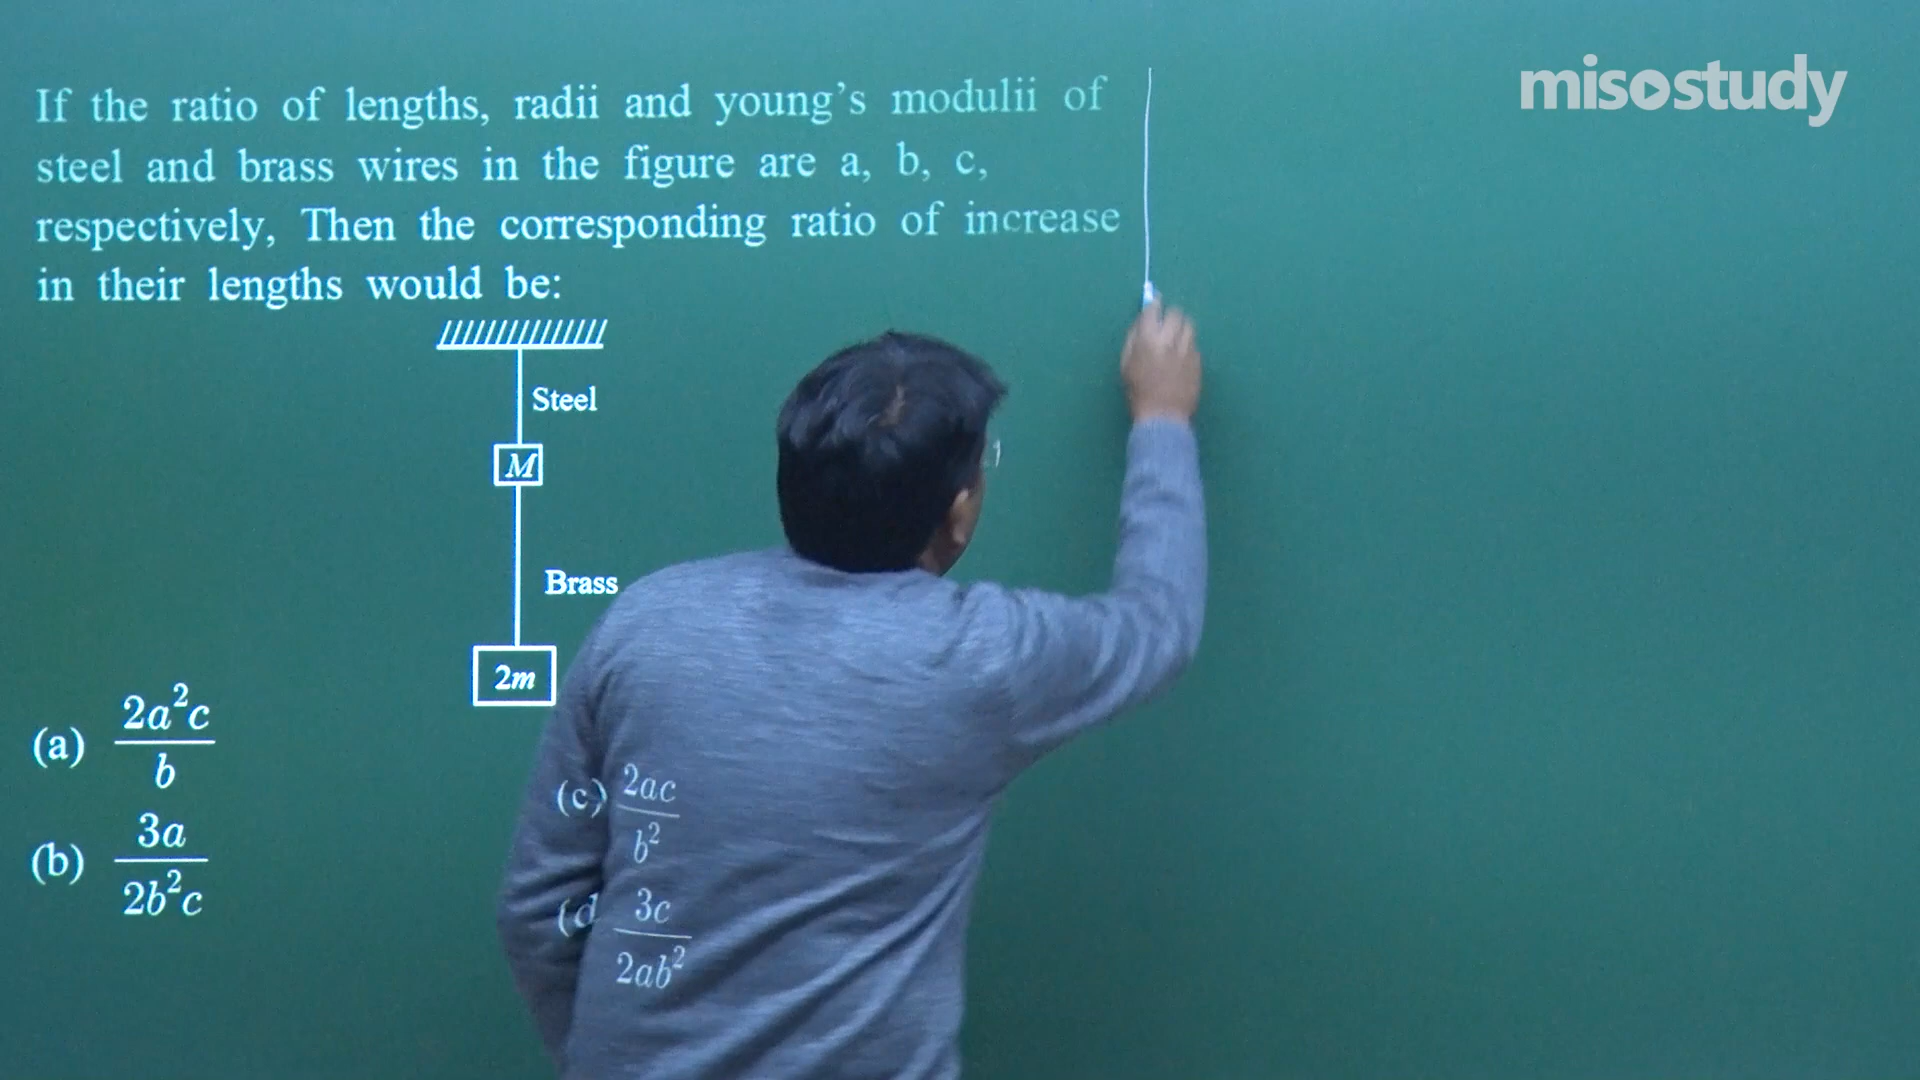 misostudy
If the ratio of lengths, radii and young's modulii of
steel and brass wires in the figure are a, b, c,
respectively, Then the corresponding ratio of increase
in their lengths would be:
Steel
M
Brass
2m
(a) 2a²c/b
(b) 3a/2b²c
(c) 2ac/b²
(d 3c/2ab²